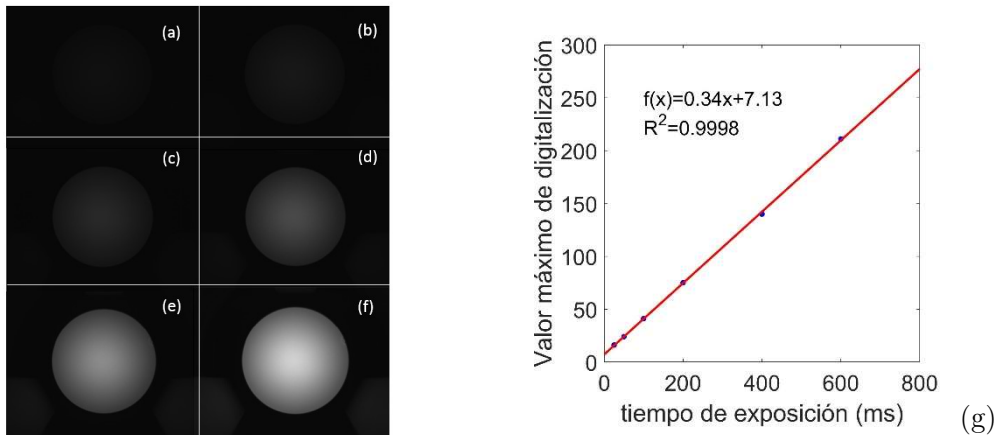 (a)
(b)
(c)
(d)
(e)
(f)
300
250
200
150
100
50
0
Valor máximo de digitalización
f(x)=0.34x+7.13
R²=0.9998
0 200 400 600 800
tiempo de exposición (ms)
(g)